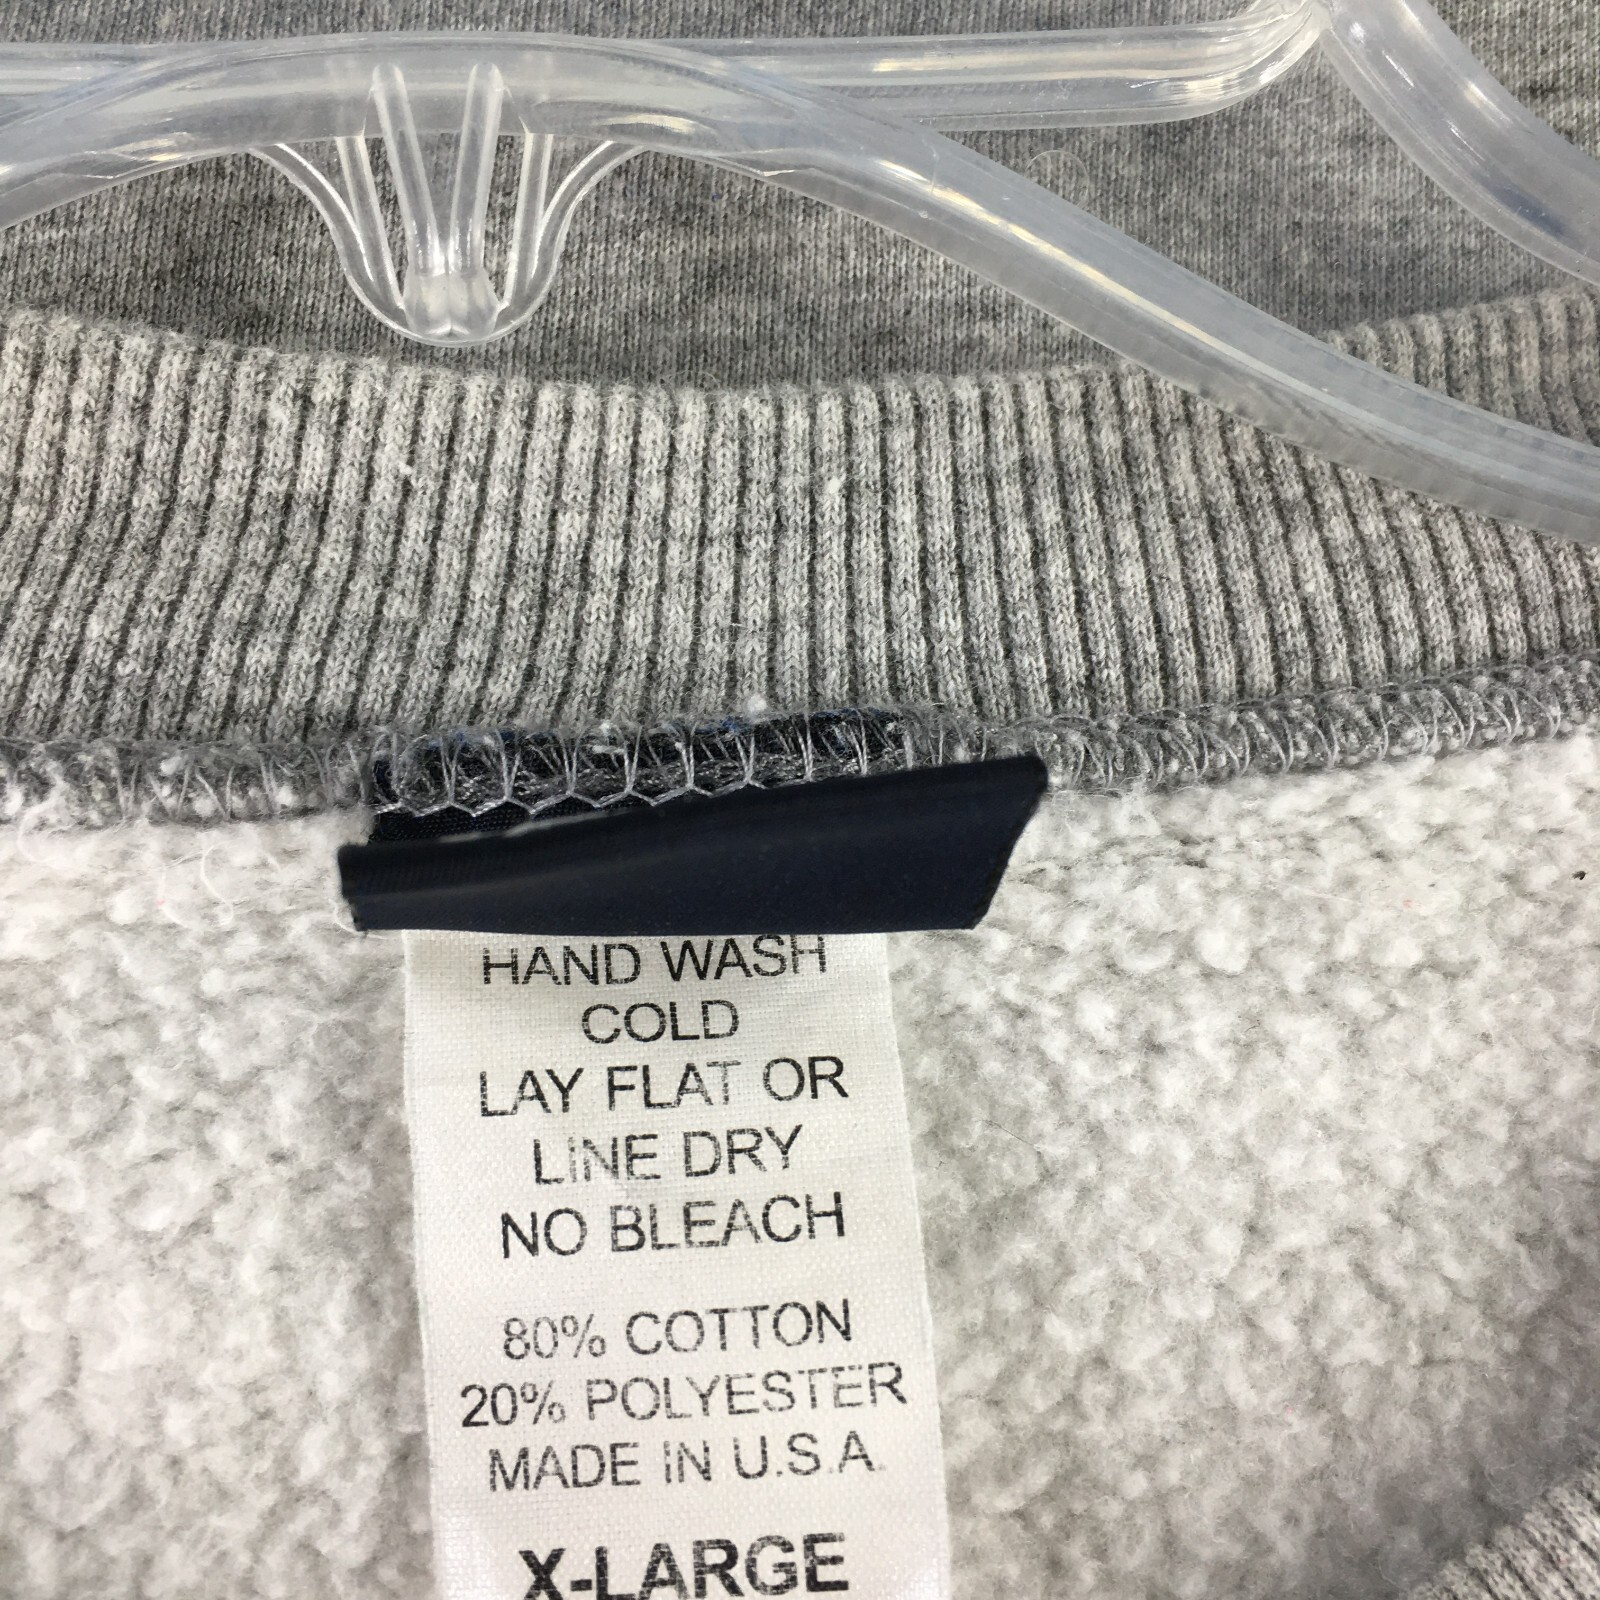 HAND WASH
COLD
LAY FLAT OR
LINE DRY
NO BLEACH
80% COTTON
20% POLYESTER
MADE IN U.S.A.
X-LARGE